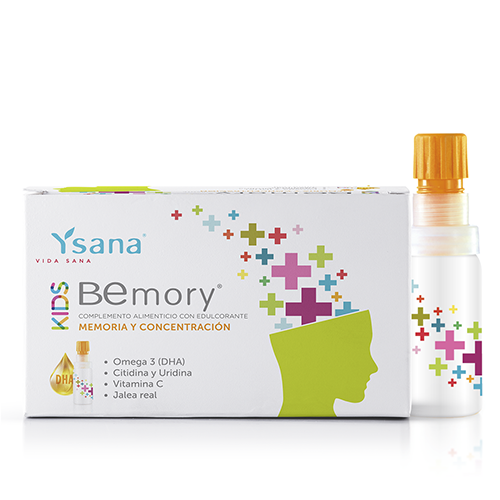 Ysana®
VIDA SANA
KIDS
BEmory®
COMPLEMENTO ALIMENTICIO CON EDULCORANTE
MEMORIA Y CONCENTRACIÓN
DHA
• Omega 3 (DHA)
• Citidina y Uridina
• Vitamina C
• Jalea real